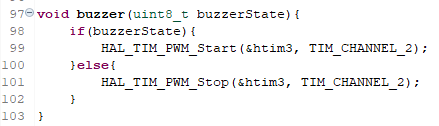 97 void buzzer(uint8_t buzzerState){
98 if(buzzerState){
99 HAL_TIM_PWM_Start(&htim3, TIM_CHANNEL_2);
100 }else{
101 HAL_TIM_PWM_Stop(&htim3, TIM_CHANNEL_2);
102 }
103 }